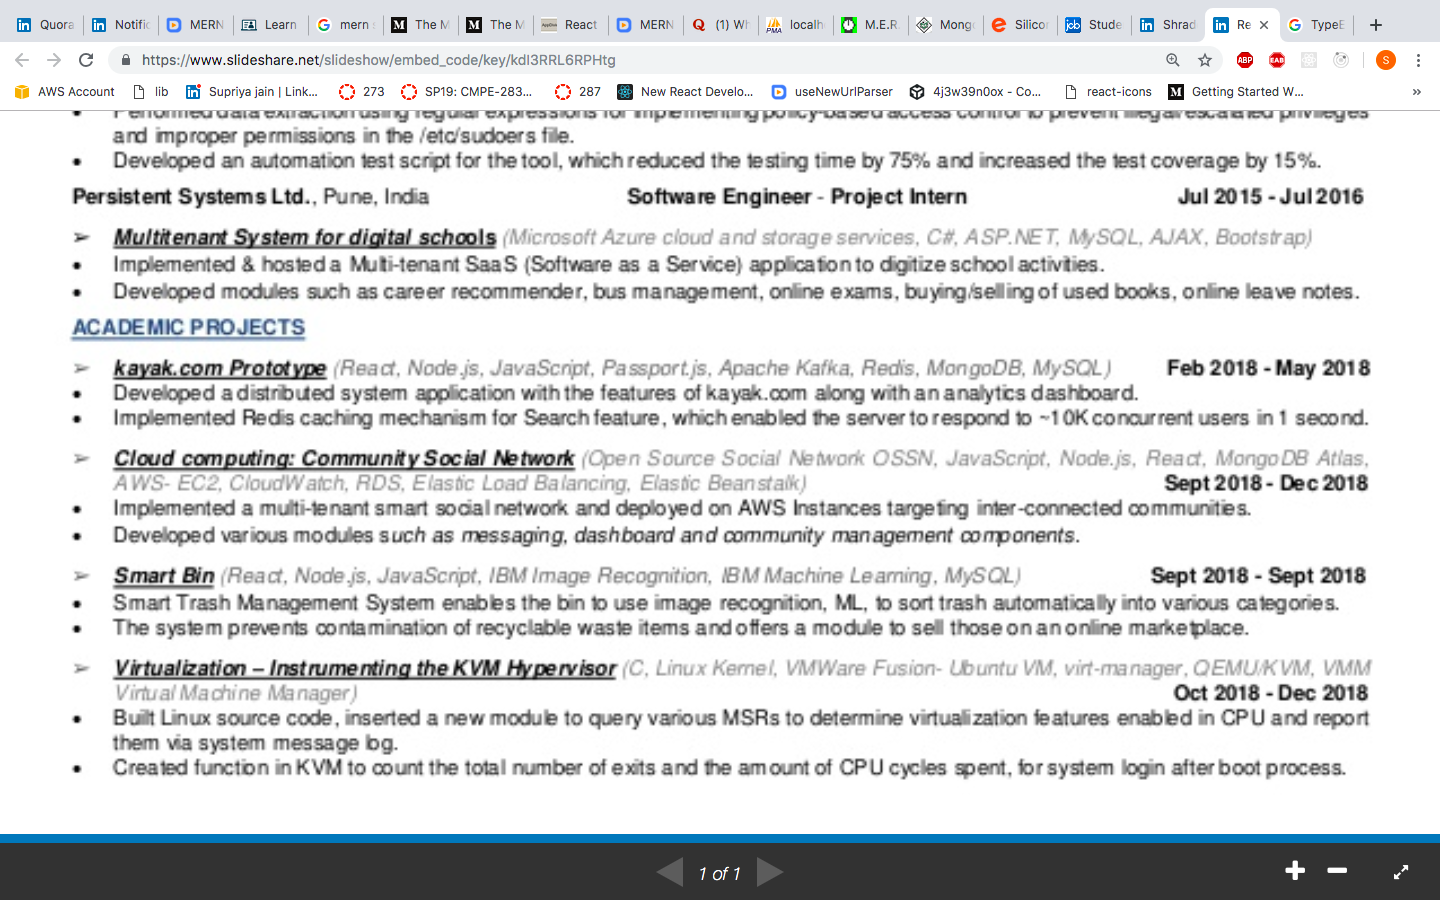 Quora
Notific
MERN
Learn
mern s
The M
The M
React
MERN
(1) Wh
localh
M.E.R.
Mong
Silicon
Stude
Shrad
Re
TypeE
https://www.slideshare.net/slideshow/embed_code/key/kdI3RRL6RPHtg
AWS Account
lib
Supriya jain | Link...
273
SP19: CMPE-283...
287
New React Develo...
useNewUrlParser
4j3w39n0ox - Co...
react-icons
Getting Started W...
»
• Performed data extraction using regular expressions for implementing policy-based access control to prevent illegal/escalated privileges
and improper permissions in the /etc/sudoers file.
• Developed an automation test script for the tool, which reduced the testing time by 75% and increased the test coverage by 15%.
Persistent Systems Ltd., Pune, India Software Engineer - Project Intern Jul 2015 - Jul 2016
➢ Multitenant System for digital schools (Microsoft Azure cloud and storage services, C#, ASP.NET, MySQL, AJAX, Bootstrap)
• Implemented & hosted a Multi-tenant SaaS (Software as a Service) application to digitize school activities.
• Developed modules such as career recommender, bus management, online exams, buying/selling of used books, online leave notes.
ACADEMIC PROJECTS
➢ kayak.com Prototype (React, Node.js, JavaScript, Passport.js, Apache Kafka, Redis, MongoDB, MySQL) Feb 2018 - May 2018
• Developed a distributed system application with the features of kayak.com along with an analytics dashboard.
• Implemented Redis caching mechanism for Search feature, which enabled the server to respond to ~10K concurrent users in 1 second.
➢ Cloud computing: Community Social Network (Open Source Social Network OSSN, JavaScript, Node.js, React, MongoDB Atlas,
AWS- EC2, CloudWatch, RDS, Elastic Load Balancing, Elastic Beanstalk) Sept 2018 - Dec 2018
• Implemented a multi-tenant smart social network and deployed on AWS Instances targeting inter-connected communities.
• Developed various modules such as messaging, dashboard and community management components.
➢ Smart Bin (React, Node.js, JavaScript, IBM Image Recognition, IBM Machine Learning, MySQL) Sept 2018 - Sept 2018
• Smart Trash Management System enables the bin to use image recognition, ML, to sort trash automatically into various categories.
• The system prevents contamination of recyclable waste items and offers a module to sell those on an online marketplace.
➢ Virtualization – Instrumenting the KVM Hypervisor (C, Linux Kernel, VMWare Fusion- Ubuntu VM, virt-manager, QEMU/KVM, VMM
Virtual Machine Manager) Oct 2018 - Dec 2018
• Built Linux source code, inserted a new module to query various MSRs to determine virtualization features enabled in CPU and report
them via system message log.
• Created function in KVM to count the total number of exits and the amount of CPU cycles spent, for system login after boot process.
1 of 1